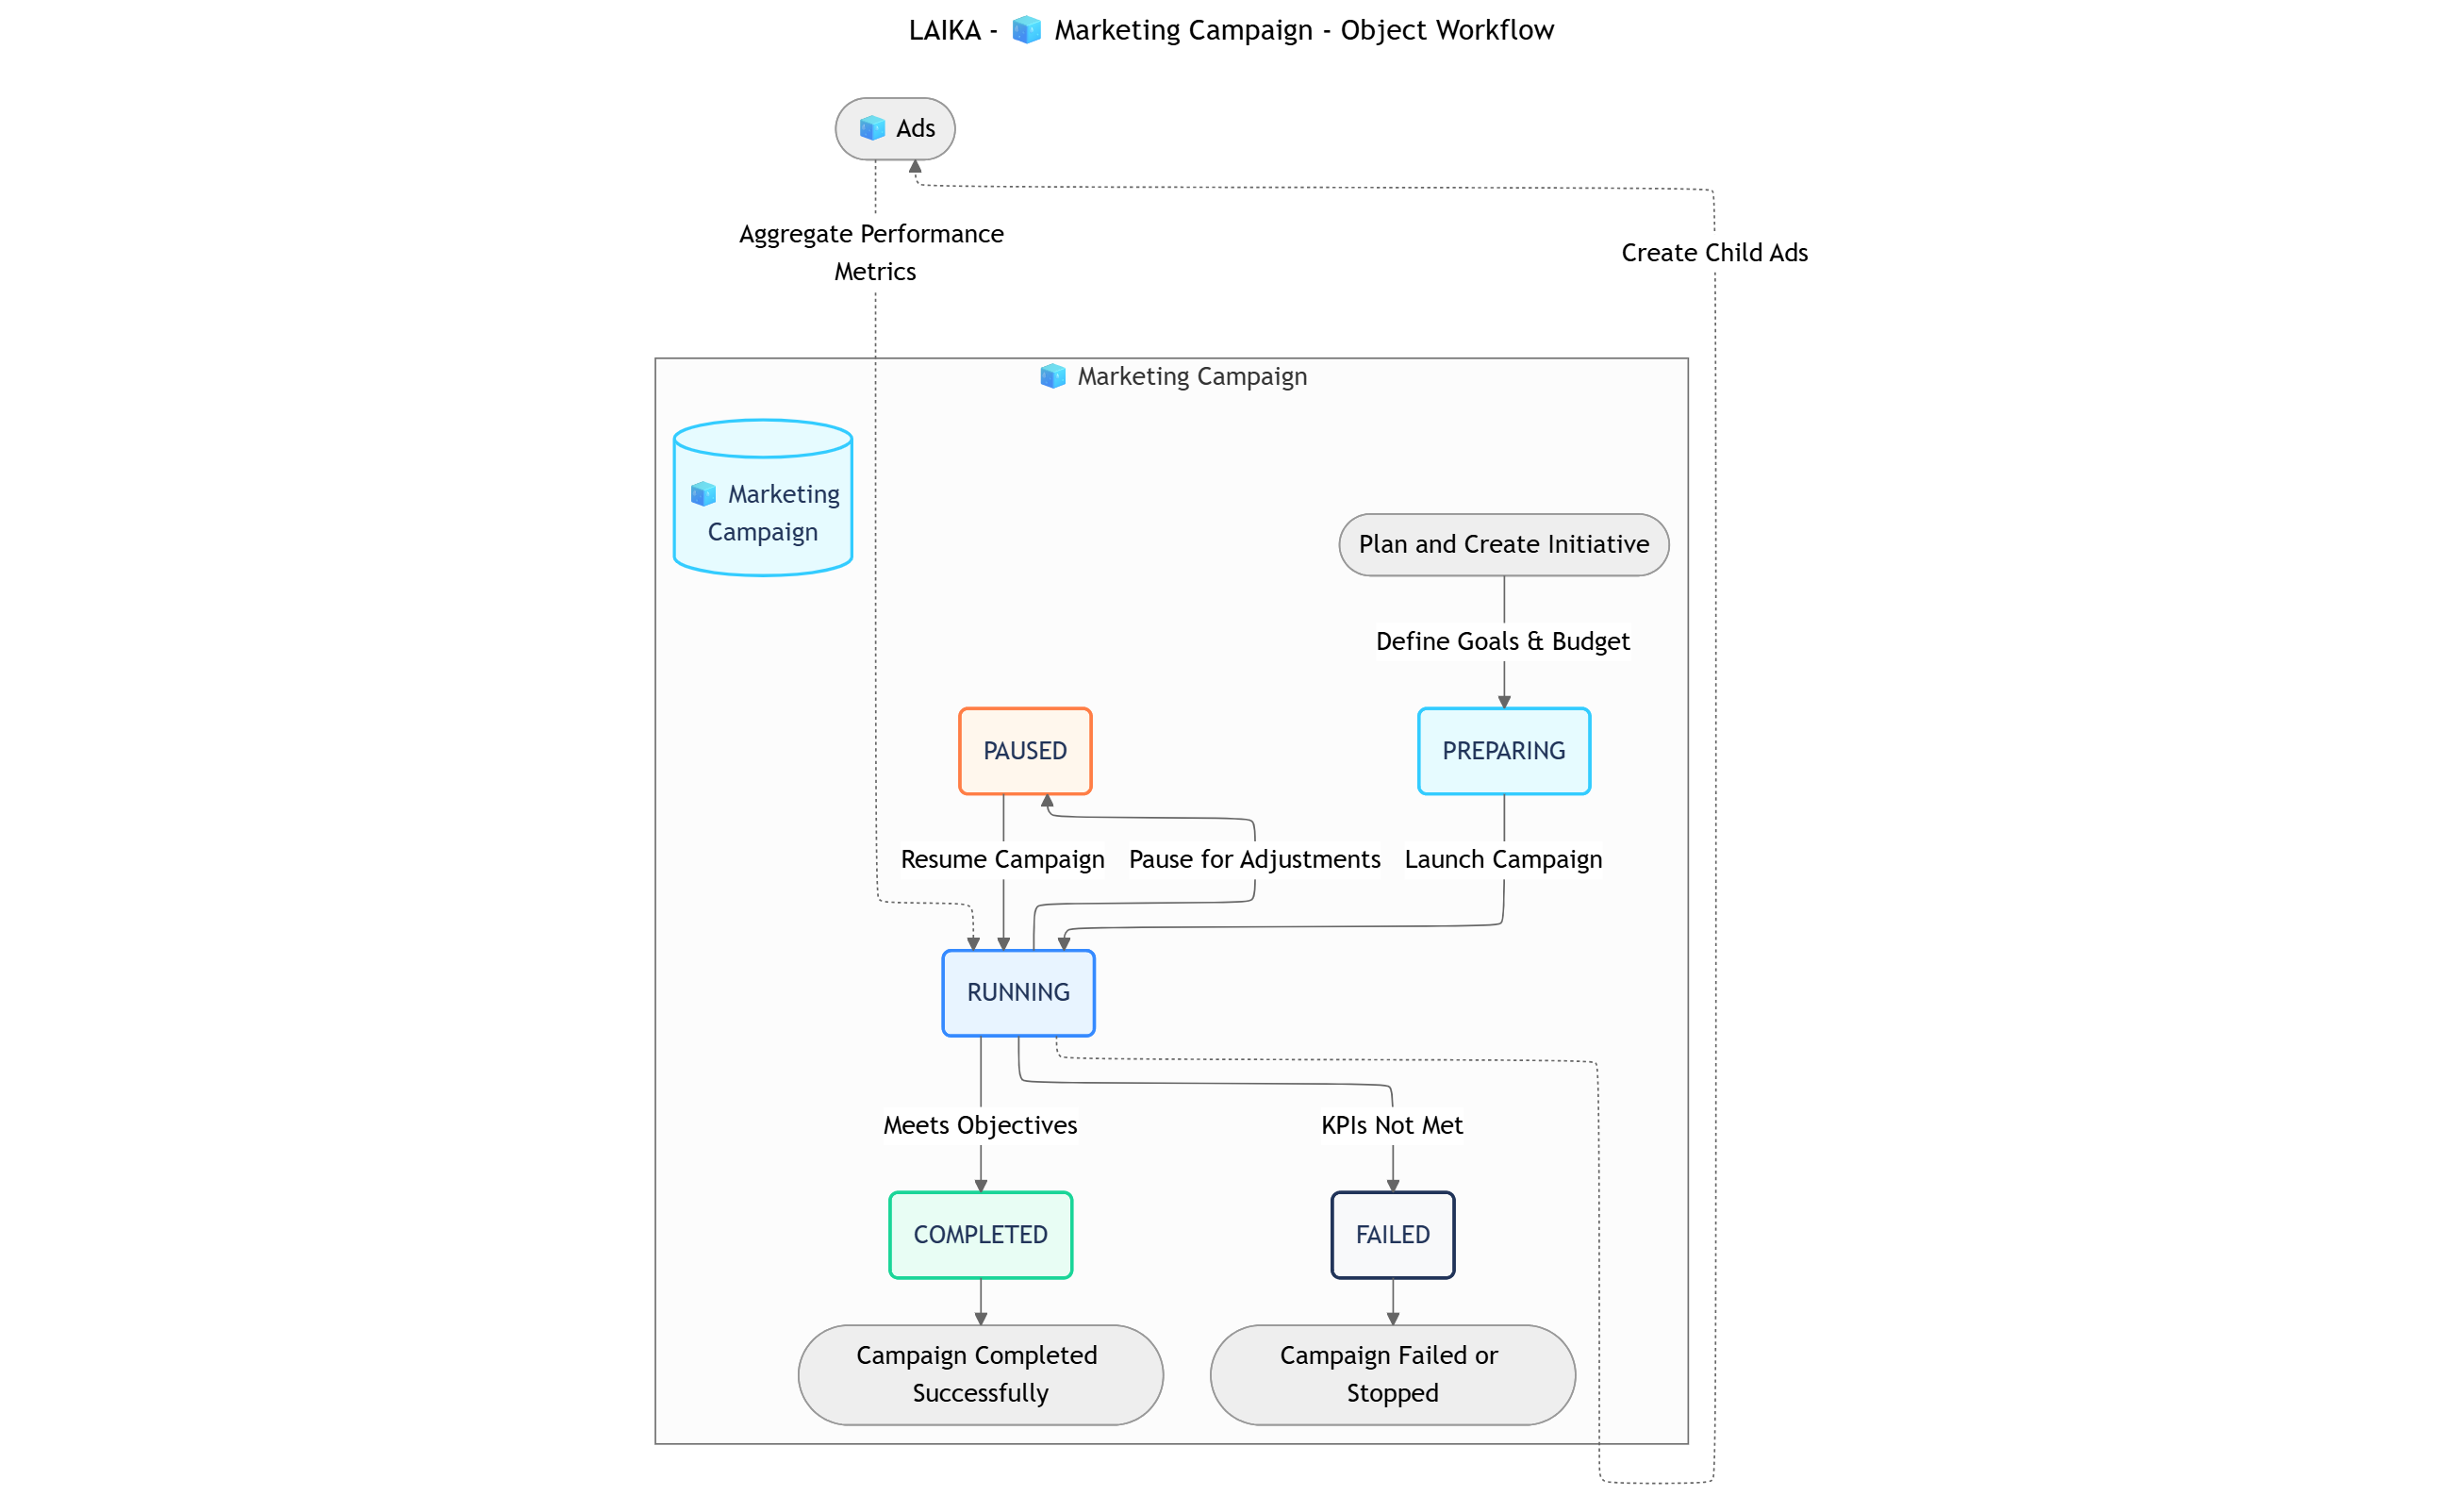 LAIKA - Marketing Campaign - Object Workflow
Ads
Aggregate Performance
Metrics
Create Child Ads
Marketing Campaign
Marketing
Campaign
Plan and Create Initiative
Define Goals & Budget
PAUSED
PREPARING
Resume Campaign
Pause for Adjustments
Launch Campaign
RUNNING
Meets Objectives
KPIs Not Met
COMPLETED
FAILED
Campaign Completed
Successfully
Campaign Failed or
Stopped